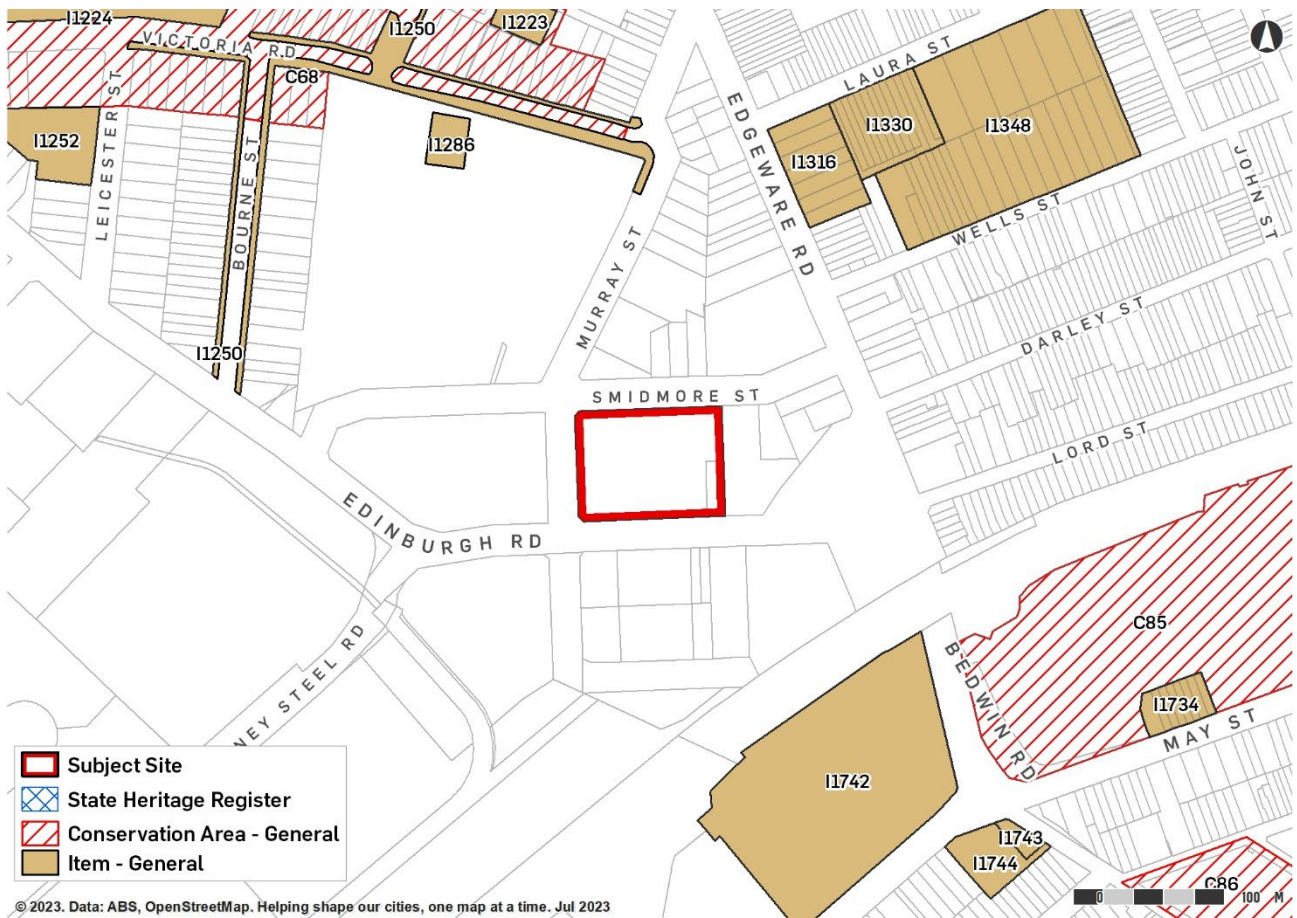 I1224
I1250
I1223
VICTORIA RD
C68
LAURA ST
EDGEWARE RD
I1330
I1348
I1316
I1252
I1286
LEICESTER ST
BOURNE ST
JOHN ST
WELLS ST
MURRAY ST
DARLEY ST
I1250
SMIDMORE ST
LORD ST
EDINBURGH RD
C85
BEDWIN RD
I1734
MAY ST
NEY STEEL RD
I1742
I1743
I1744
C86
Subject Site
State Heritage Register
Conservation Area - General
Item - General
0 100 M
© 2023. Data: ABS, OpenStreetMap. Helping shape our cities, one map at a time. Jul 2023